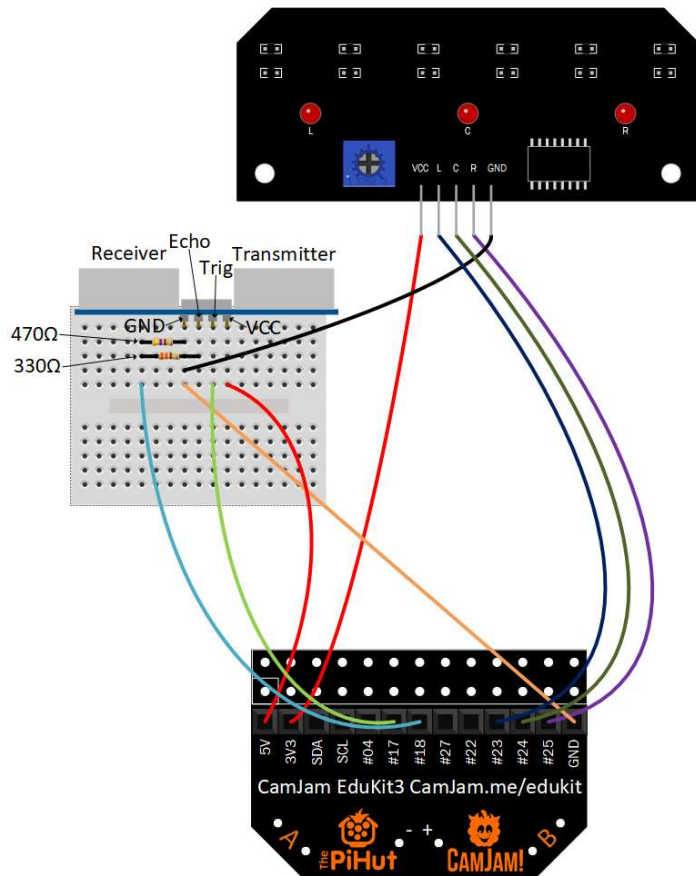 L C R
VCC L C R GND
Receiver Echo Transmitter
Trig
GND VCC
470Ω
330Ω
5V 3V3 SDA SCL #04 #17 #18 #27 #22 #23 #24 #25 GND
CamJam EduKit3 CamJam.me/edukit
A - + B
The PiHut CAMJAM!